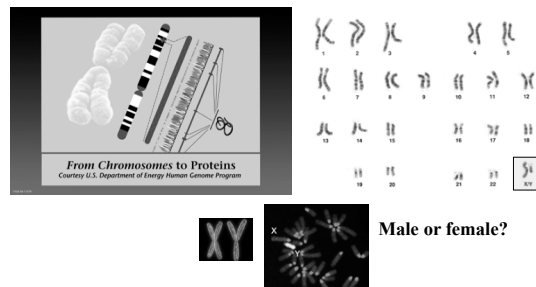 From Chromosomes to Proteins
Courtesy U.S. Department of Energy Human Genome Program
1 2 3 4 5
6 7 8 9 10 11 12
13 14 15 16 17 18
19 20 21 22 X/Y
X
Y
Male or female?